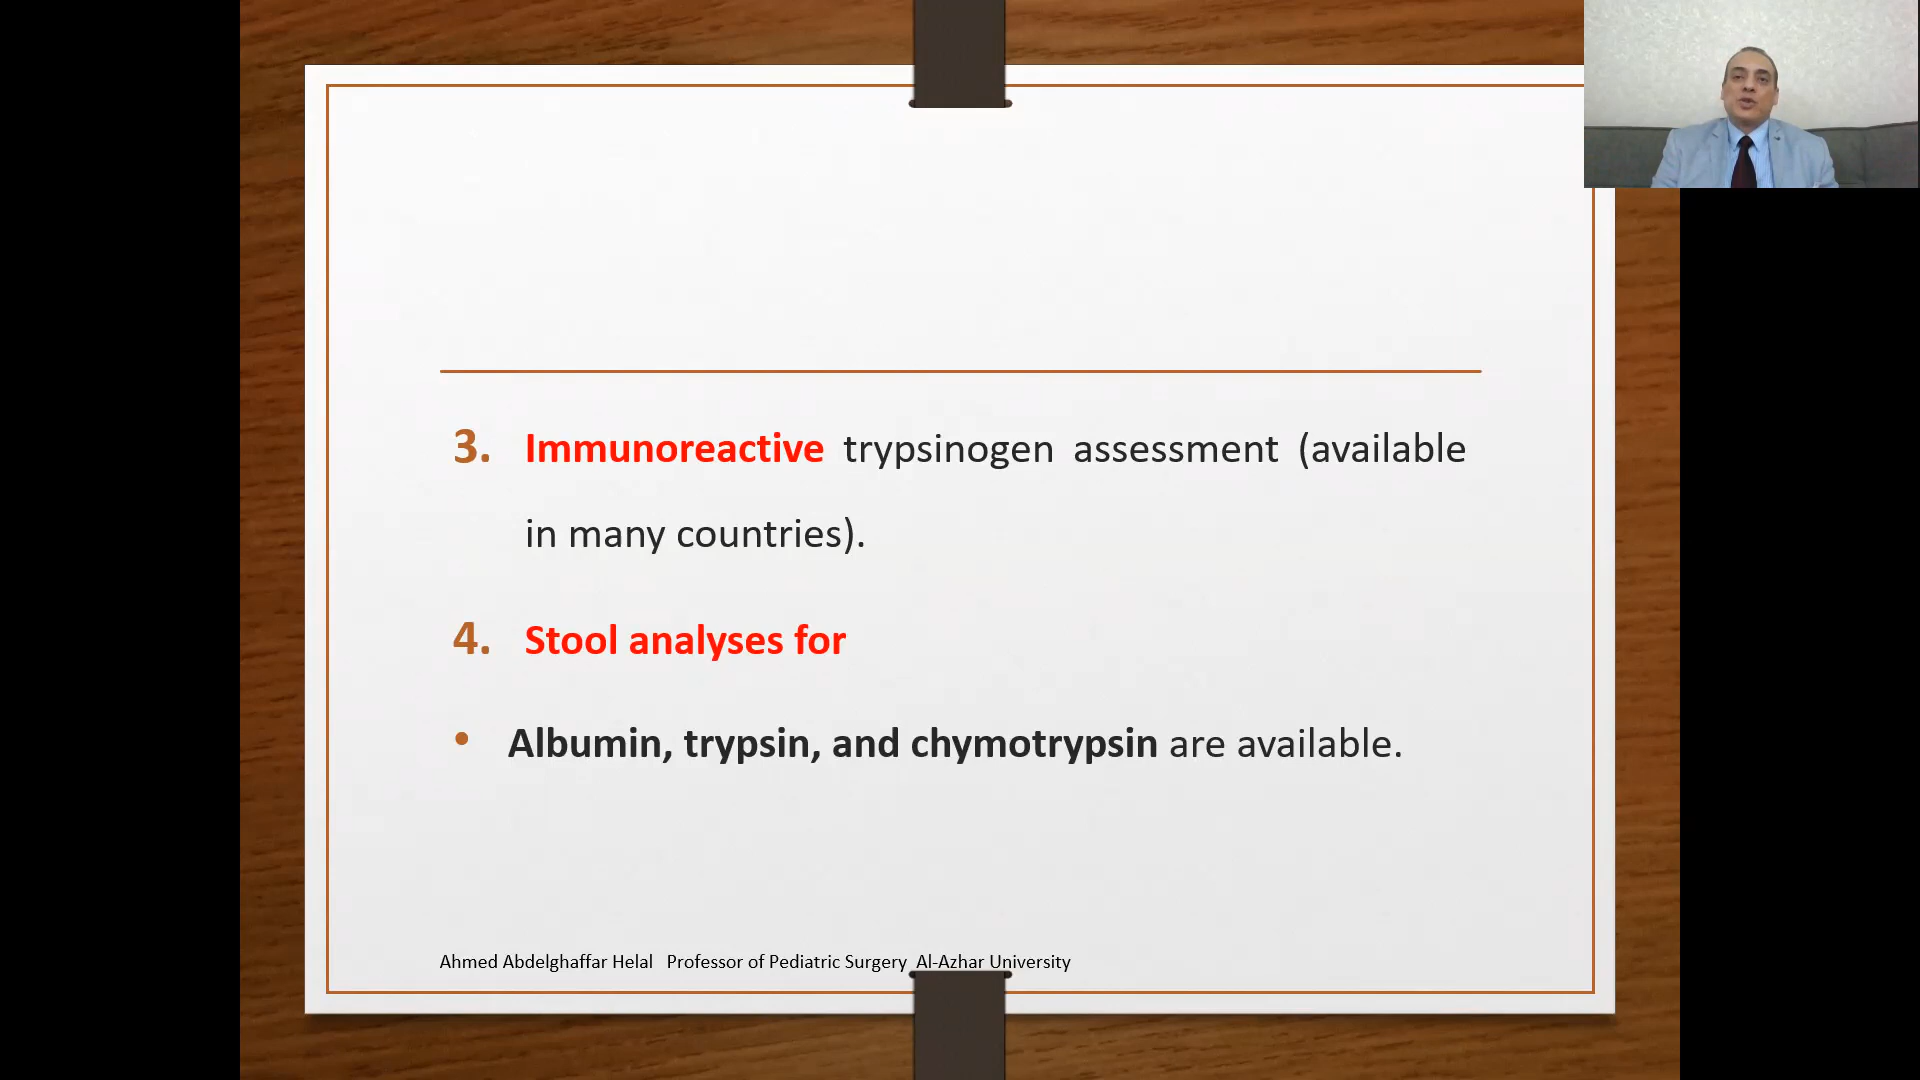 3. Immunoreactive trypsinogen assessment (available
in many countries).
4. Stool analyses for
• Albumin, trypsin, and chymotrypsin are available.
Ahmed Abdelghaffar Helal Professor of Pediatric Surgery Al-Azhar University